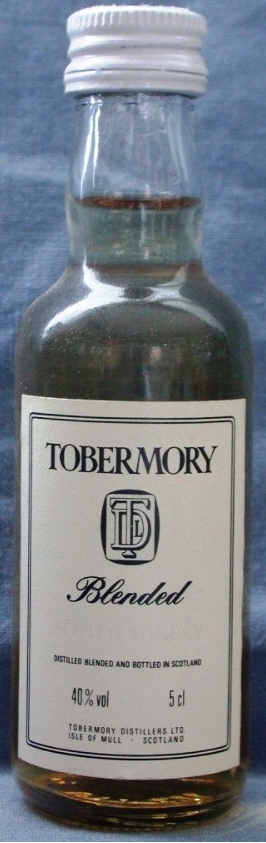 TOBERMORY
TDL
Blended
DISTILLED BLENDED AND BOTTLED IN SCOTLAND
40% vol 5 cl
TOBERMORY DISTILLERS LTD.
ISLE OF MULL · SCOTLAND